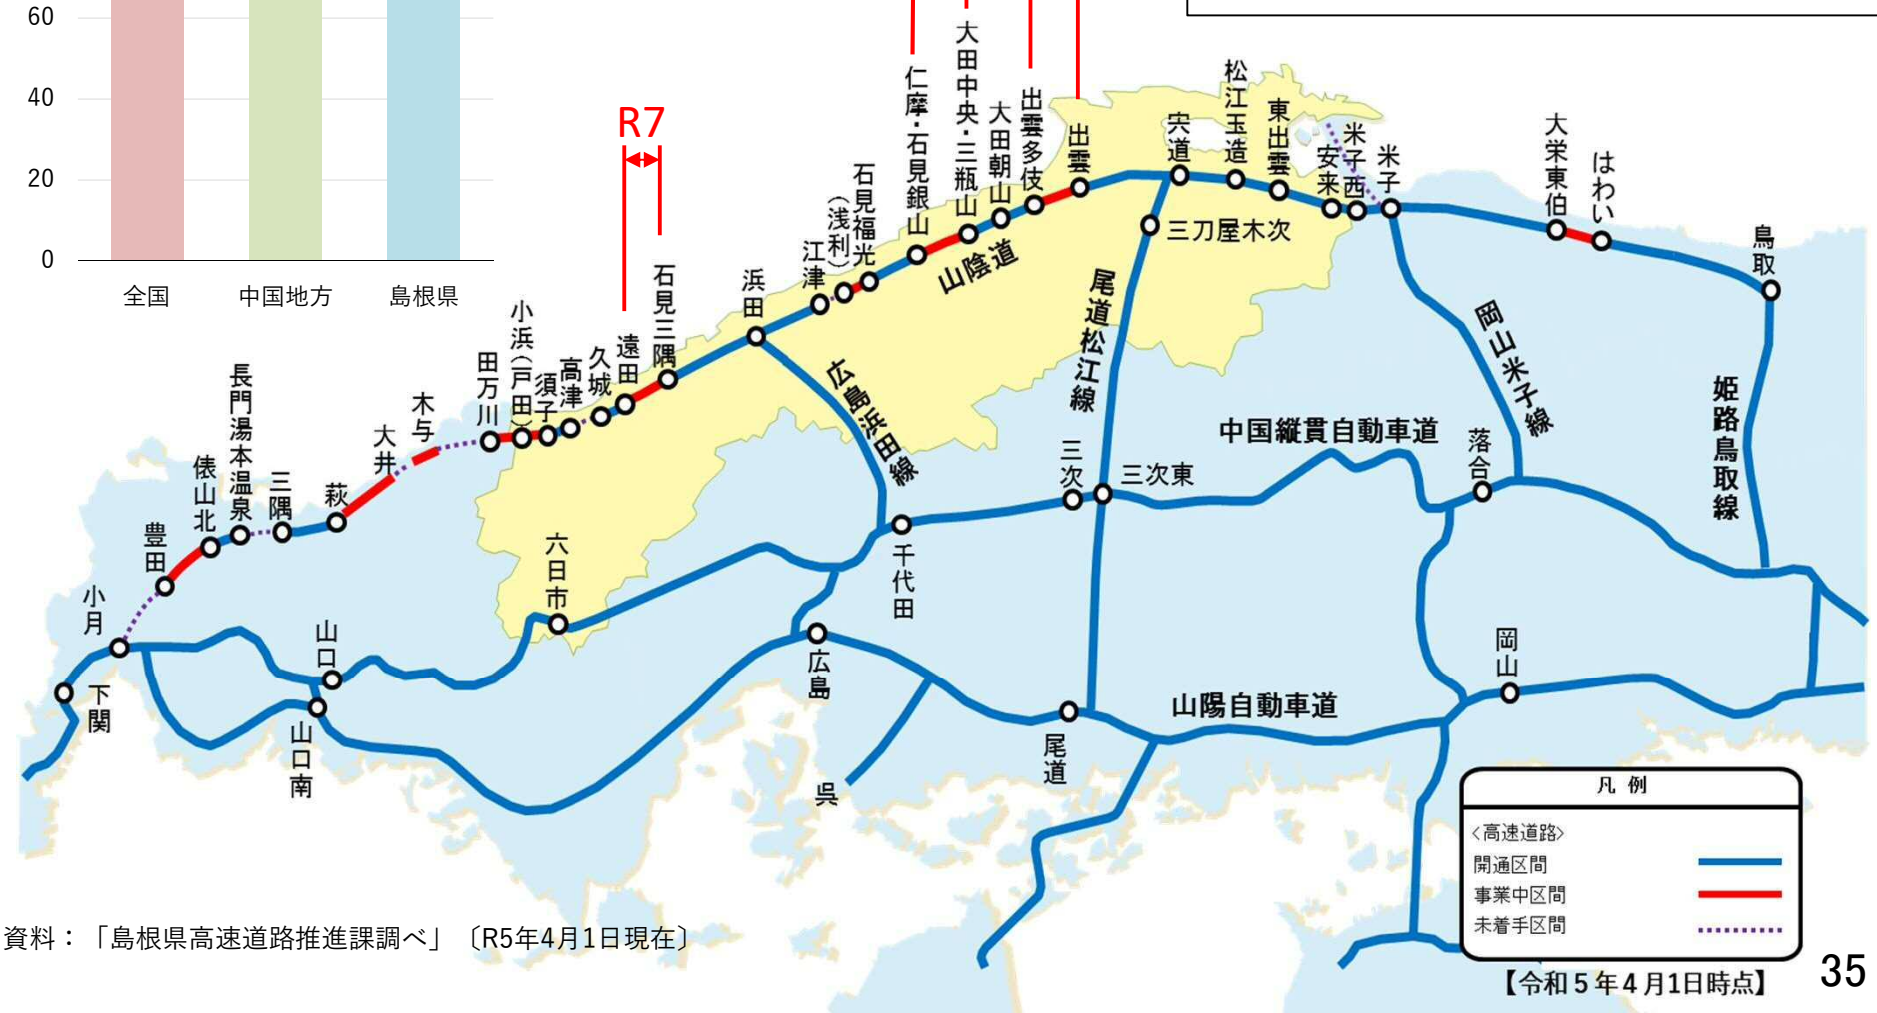 60
40
20
0
全国
中国地方
島根県
R7
小月
豊田
俵山北
長門湯本温泉
三隅
萩
大井
木与
田万川
小浜(戸田)
須子
高津
久城
遠田
石見三隅
浜田
江津
(浅利)
石見福光
仁摩・石見銀山
大田中央・三瓶山
大田朝山
出雲多伎
出雲
宍道
松江玉造
東出雲
安来
米子西
米子
大栄東伯
はわい
鳥取
山陰道
三刀屋木次
尾道松江線
広島浜田線
岡山米子線
姫路鳥取線
中国縦貫自動車道
落合
三次
三次東
千代田
六日市
山口
山口南
下関
広島
呉
尾道
山陽自動車道
岡山
凡例
<高速道路>
開通区間
事業中区間
未着手区間
【令和5年4月1日時点】
資料：「島根県高速道路推進課調べ」〔R5年4月1日現在〕
35